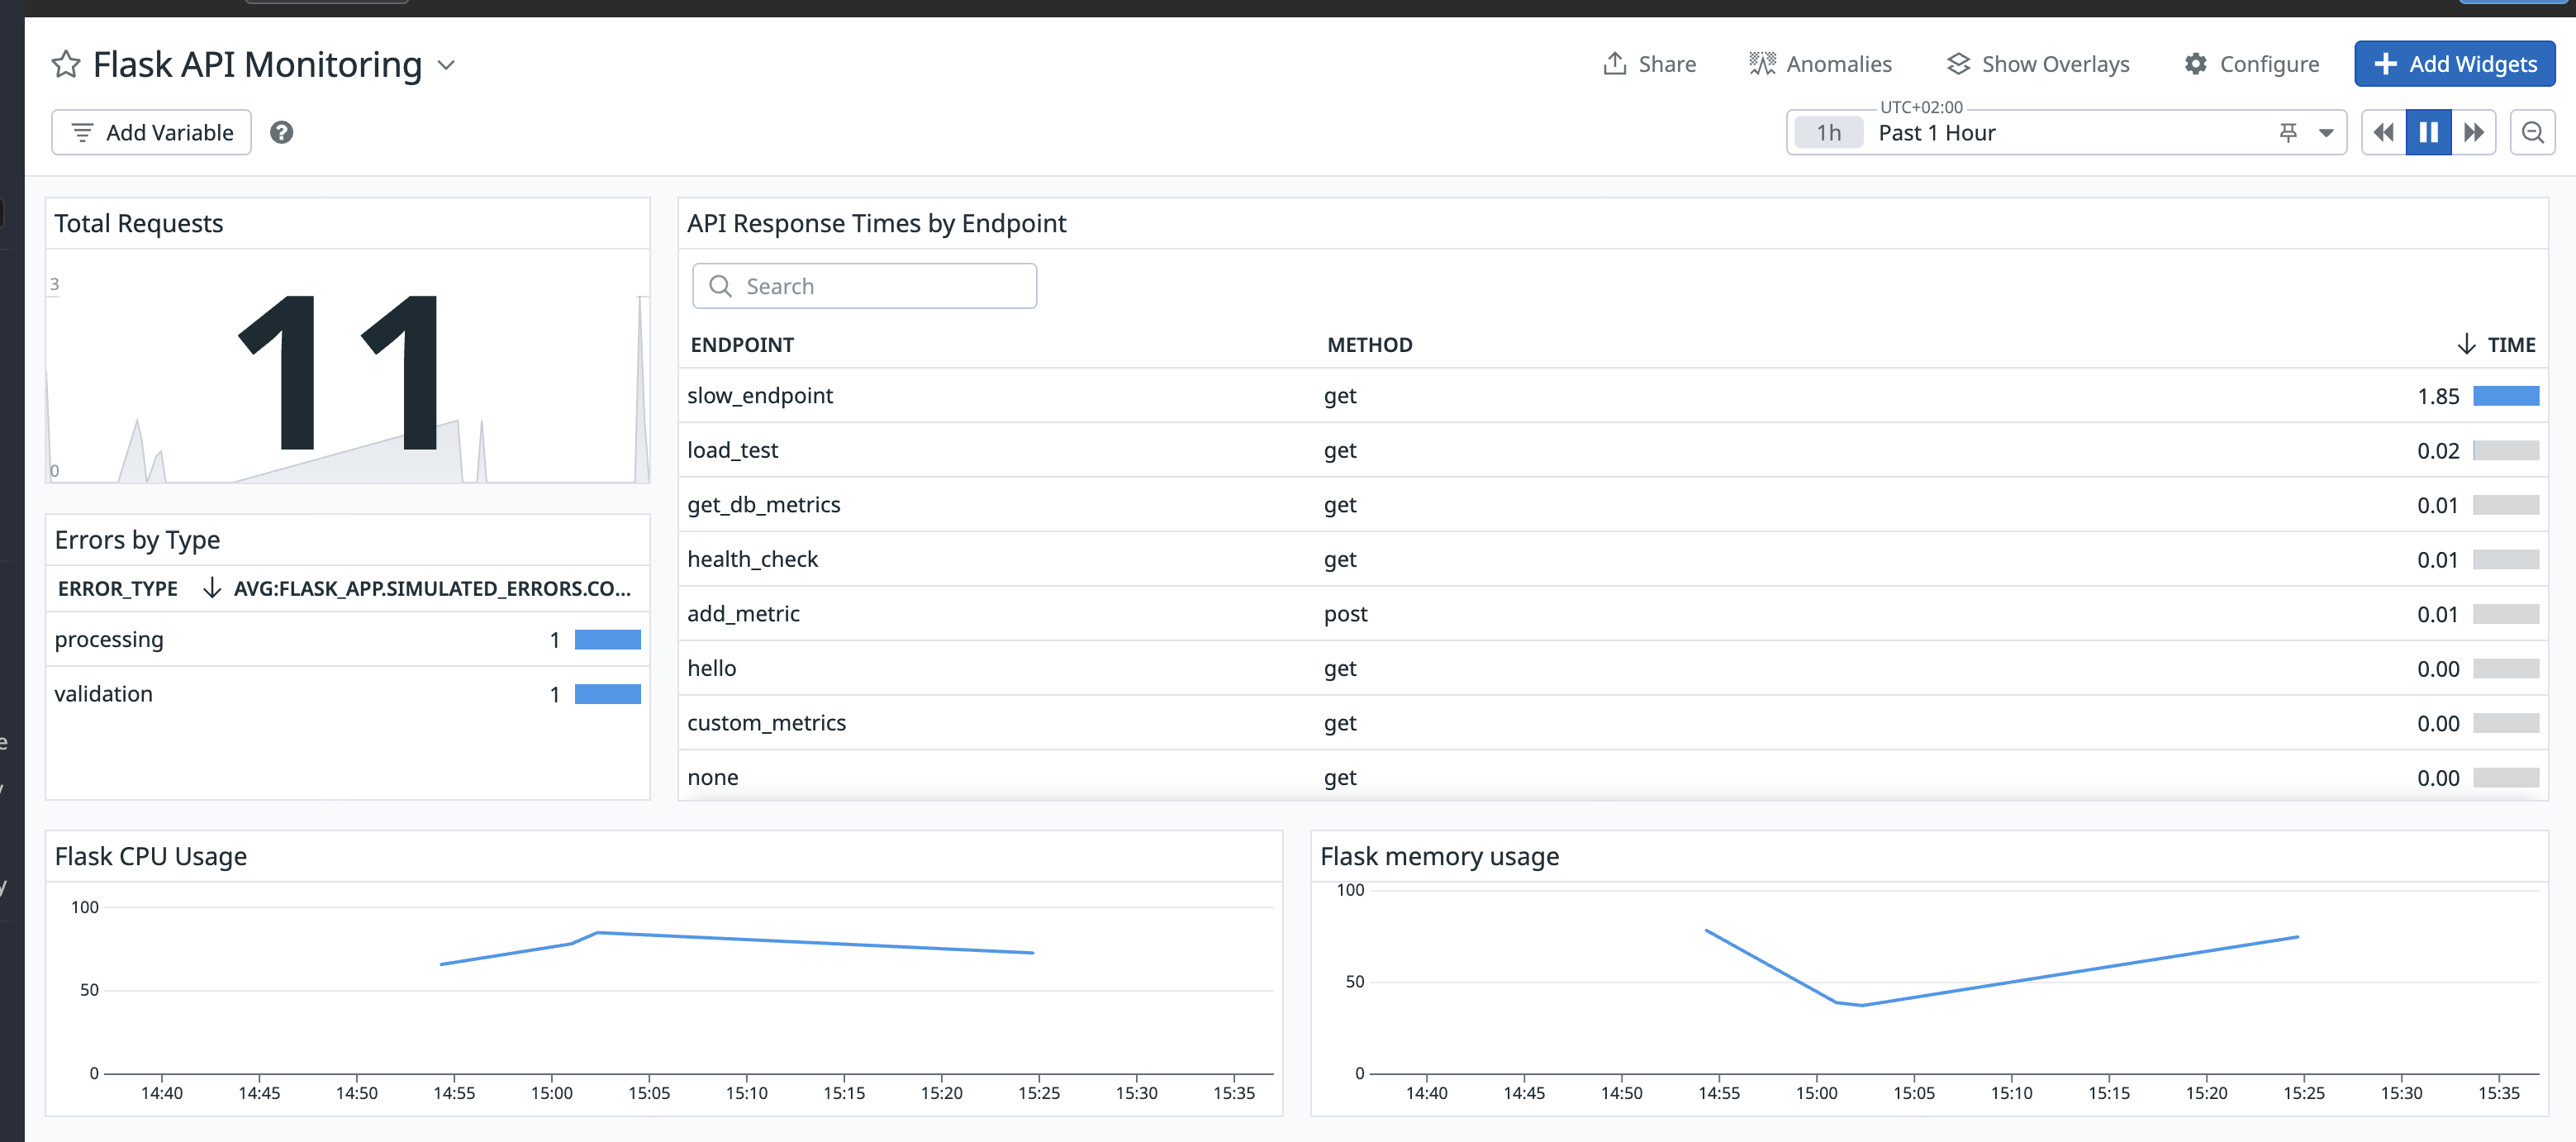 Flask API Monitoring
Share Anomalies Show Overlays Configure Add Widgets
Add Variable ?
UTC+02:00
1h Past 1 Hour
Total Requests
3
11
0
API Response Times by Endpoint
Search
ENDPOINT METHOD TIME
slow_endpoint get 1.85
load_test get 0.02
get_db_metrics get 0.01
health_check get 0.01
add_metric post 0.01
hello get 0.00
custom_metrics get 0.00
none get 0.00
Errors by Type
ERROR_TYPE AVG:FLASK_APP.SIMULATED_ERRORS.CO...
processing 1
validation 1
Flask CPU Usage
100
50
0
14:40 14:45 14:50 14:55 15:00 15:05 15:10 15:15 15:20 15:25 15:30 15:35
Flask memory usage
100
50
0
14:40 14:45 14:50 14:55 15:00 15:05 15:10 15:15 15:20 15:25 15:30 15:35